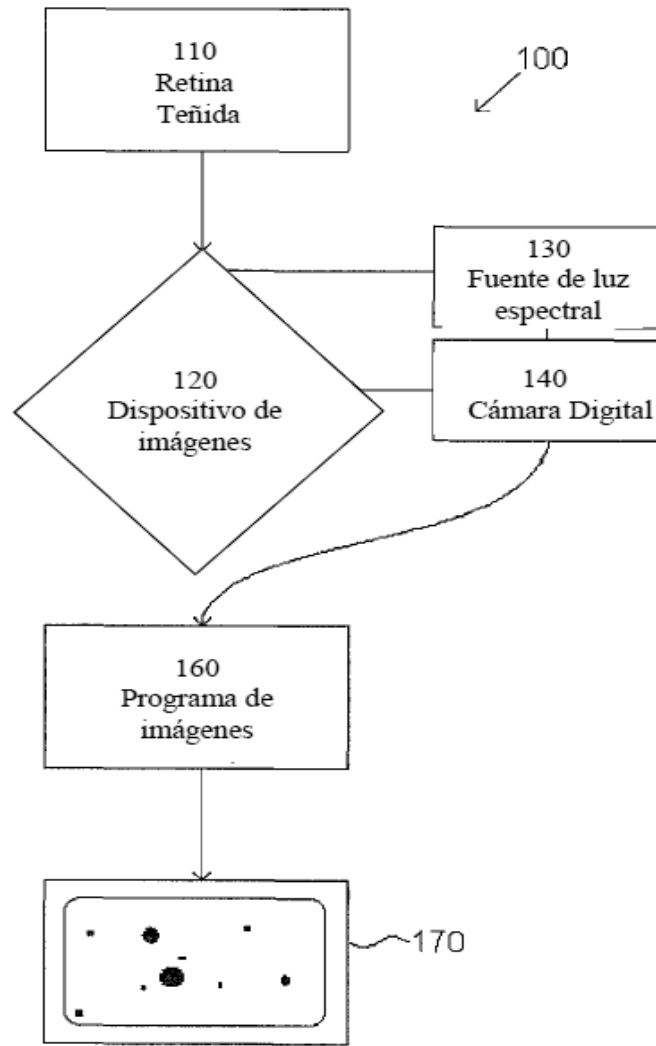 110
Retina
Teñida
100
130
Fuente de luz
espectral
120
Dispositivo de
imágenes
140
Cámara Digital
160
Programa de
imágenes
170